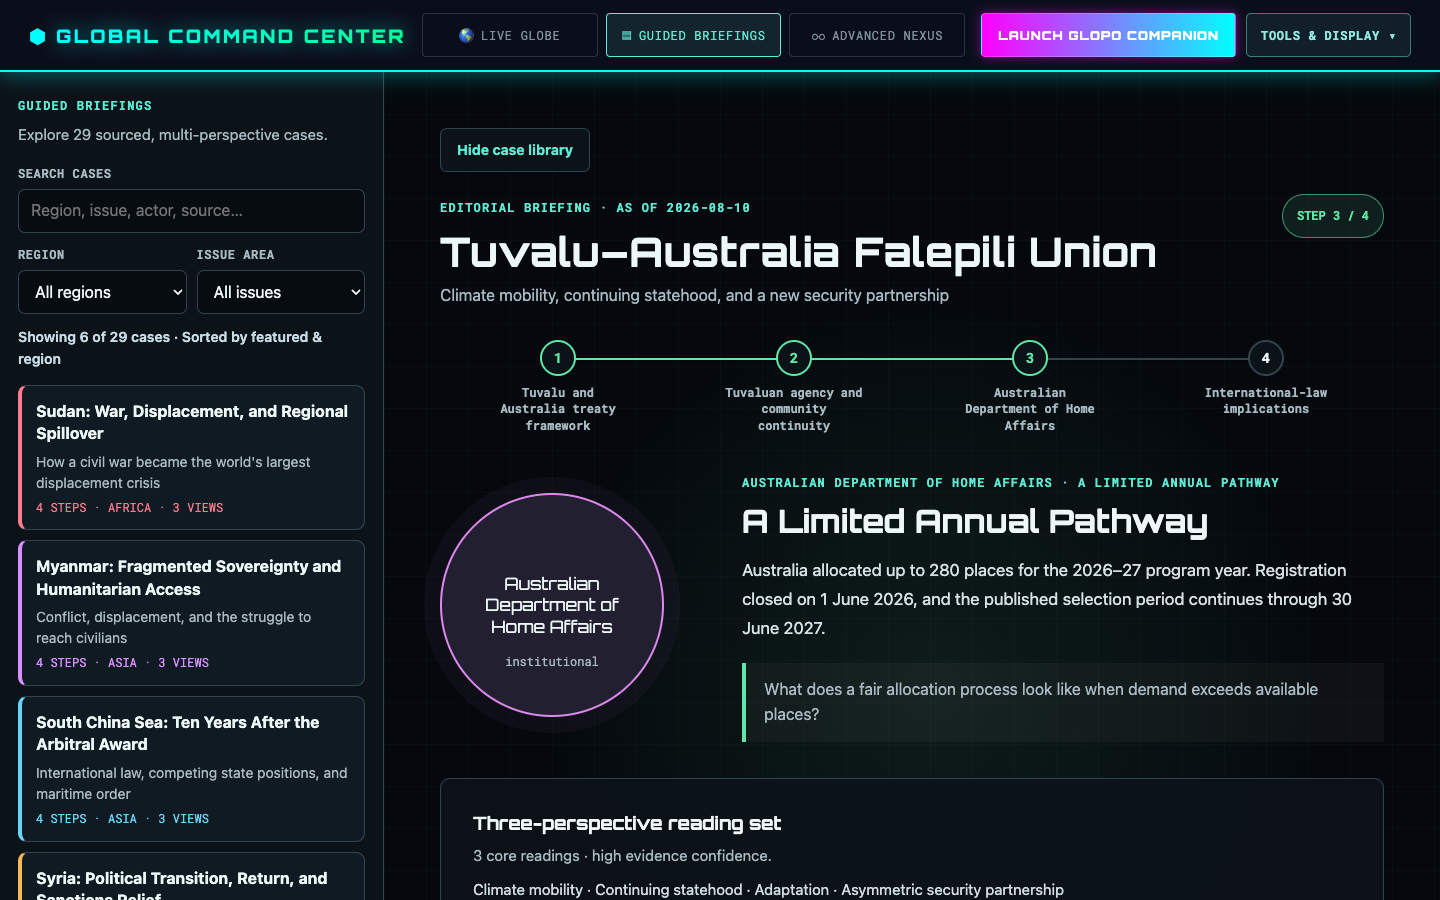 GLOBAL COMMAND CENTER
LIVE GLOBE
GUIDED BRIEFINGS
ADVANCED NEXUS
LAUNCH GLOPO COMPANION
TOOLS & DISPLAY ▾
GUIDED BRIEFINGS
Explore 29 sourced, multi-perspective cases.
SEARCH CASES
Region, issue, actor, source...
REGION
ISSUE AREA
All regions
All issues
Showing 6 of 29 cases · Sorted by featured &
region
Sudan: War, Displacement, and Regional
Spillover
How a civil war became the world's largest
displacement crisis
4 STEPS · AFRICA · 3 VIEWS
Myanmar: Fragmented Sovereignty and
Humanitarian Access
Conflict, displacement, and the struggle to
reach civilians
4 STEPS · ASIA · 3 VIEWS
South China Sea: Ten Years After the
Arbitral Award
International law, competing state positions, and
maritime order
4 STEPS · ASIA · 3 VIEWS
Syria: Political Transition, Return, and
Sanctions Relief
Hide case library
EDITORIAL BRIEFING · AS OF 2026-08-10
STEP 3 / 4
Tuvalu–Australia Falepili Union
Climate mobility, continuing statehood, and a new security partnership
1
2
3
4
Tuvalu and
Australia treaty
framework
Tuvaluan agency and
community
continuity
Australian
Department of Home
Affairs
International-law
implications
Australian
Department of
Home Affairs
institutional
AUSTRALIAN DEPARTMENT OF HOME AFFAIRS · A LIMITED ANNUAL PATHWAY
A Limited Annual Pathway
Australia allocated up to 280 places for the 2026–27 program year. Registration
closed on 1 June 2026, and the published selection period continues through 30
June 2027.
What does a fair allocation process look like when demand exceeds available
places?
Three-perspective reading set
3 core readings · high evidence confidence.
Climate mobility · Continuing statehood · Adaptation · Asymmetric security partnership